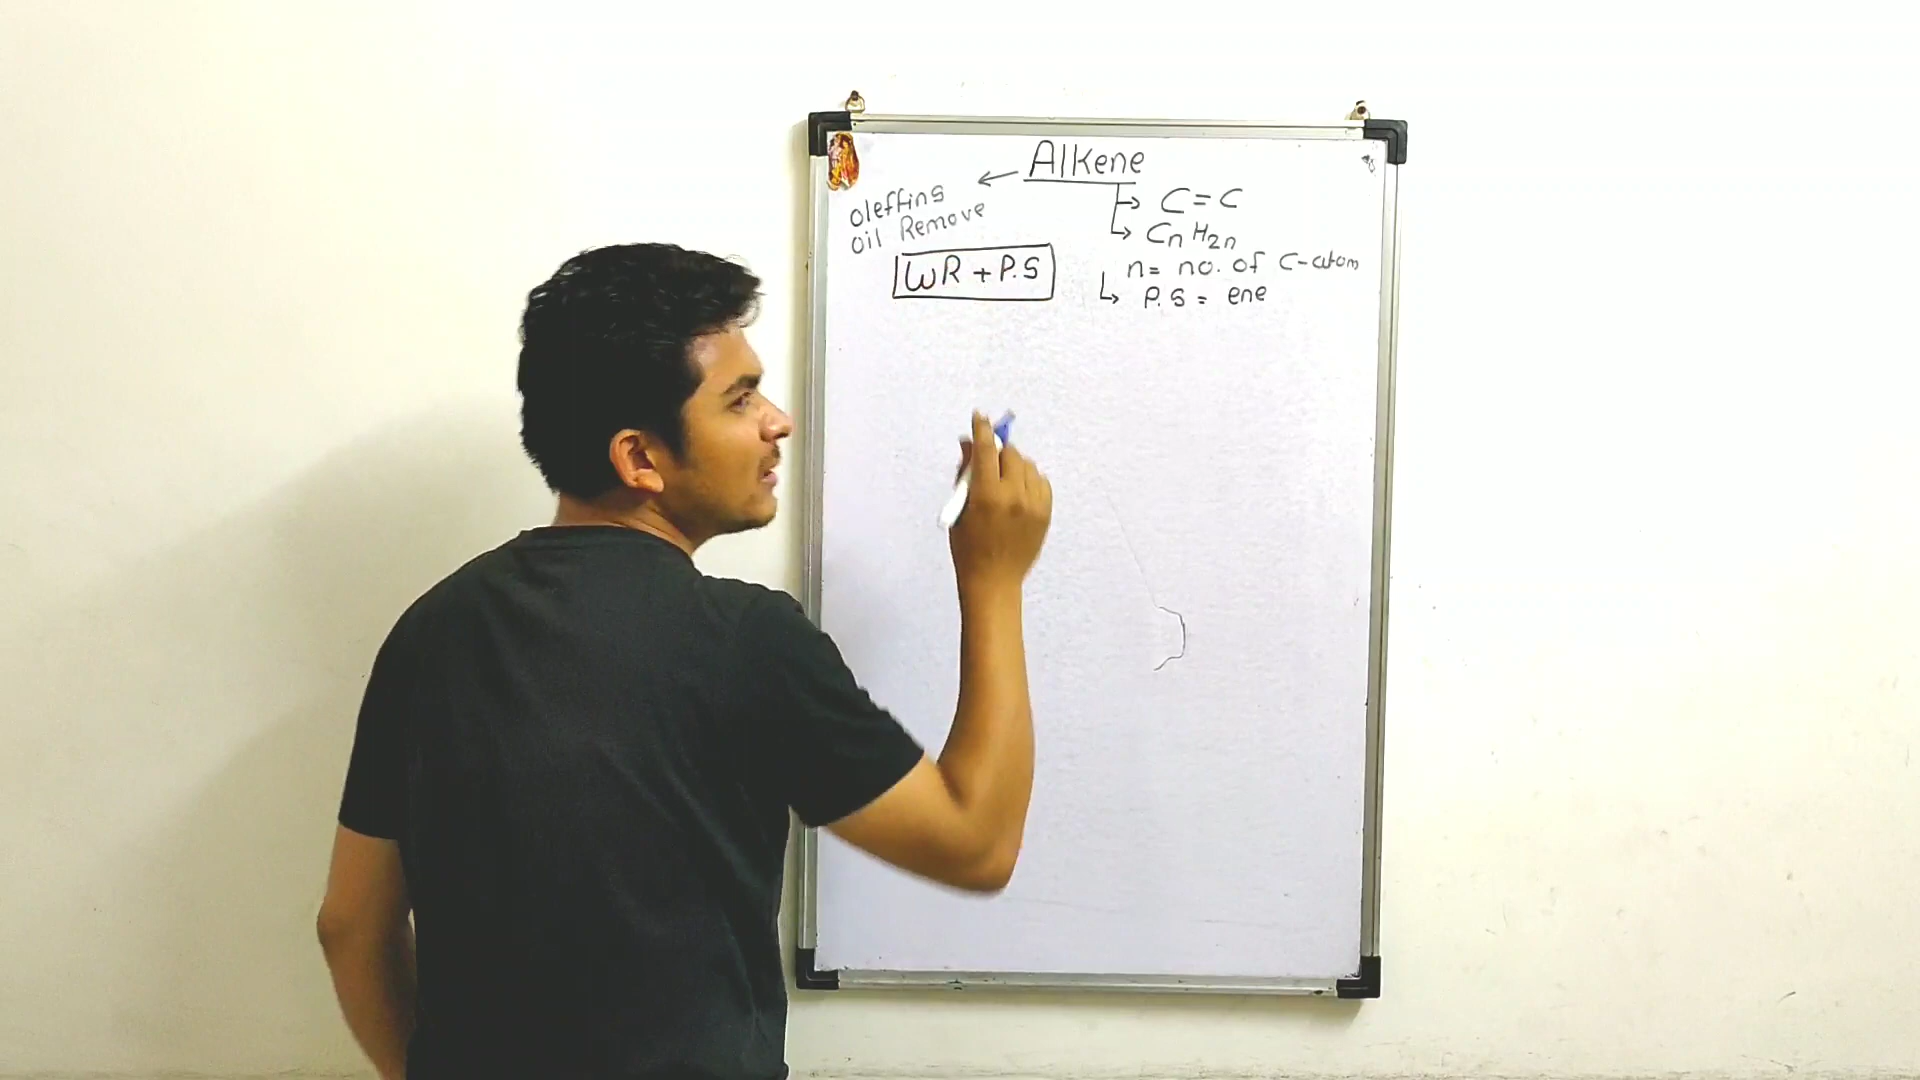 Alkene
oleffins
oil Remove
WR + P.S
C = C
CnH2n
n = no. of C-atom
P.S = ene